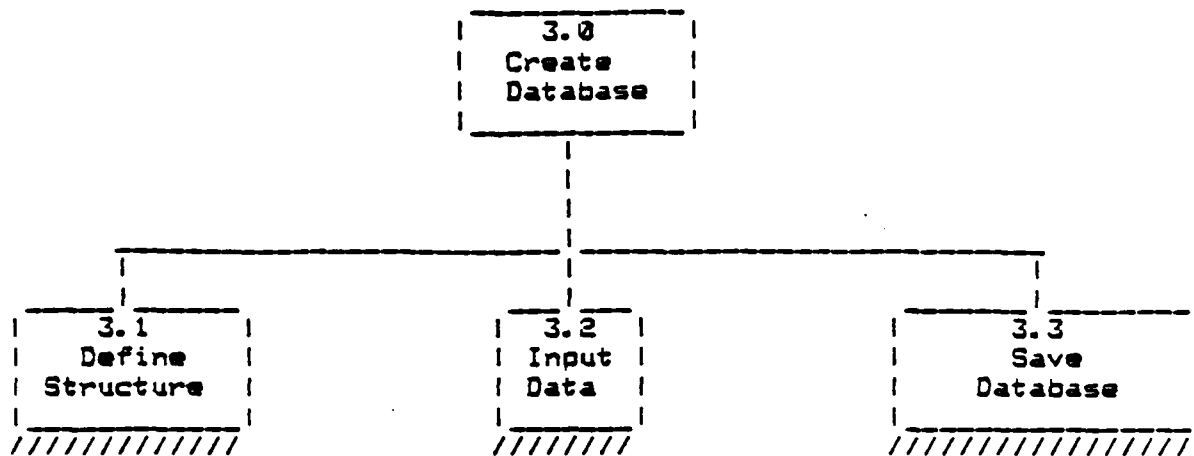 3.0
Create
Database
3.1
Define
Structure
3.2
Input
Data
3.3
Save
Database